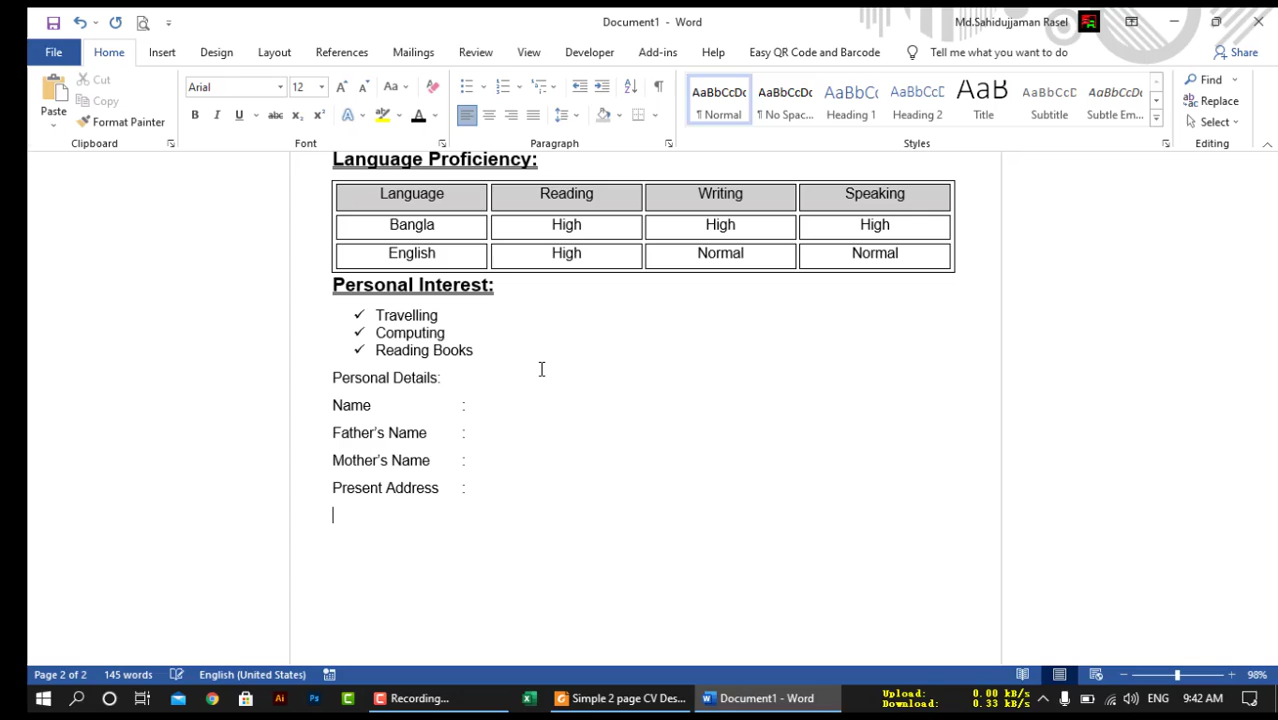 Document1 - Word
Md.Sahidujjaman Rasel
File Home Insert Design Layout References Mailings Review View Developer Add-ins Help Easy QR Code and Barcode Tell me what you want to do Share
Paste
Cut
Copy
Format Painter
Clipboard
Arial 12
Font
Paragraph
AaBbCcDc AaBbCcDc AaBbCc AaBbCcD AaB AaBbCcD AaBbCcDc
¶ Normal ¶ No Spac... Heading 1 Heading 2 Title Subtitle Subtle Em...
Styles
Find
Replace
Select
Editing
Language Proficiency:
Language Reading Writing Speaking
Bangla High High High
English High Normal Normal
Personal Interest:
✓ Travelling
✓ Computing
✓ Reading Books
Personal Details:
Name :
Father's Name :
Mother's Name :
Present Address :
Page 2 of 2 145 words English (United States) 98%
Recording... Simple 2 page CV Des... Document1 - Word
Upload: 0.00 kB/s
Download: 0.33 kB/s
ENG 9:42 AM